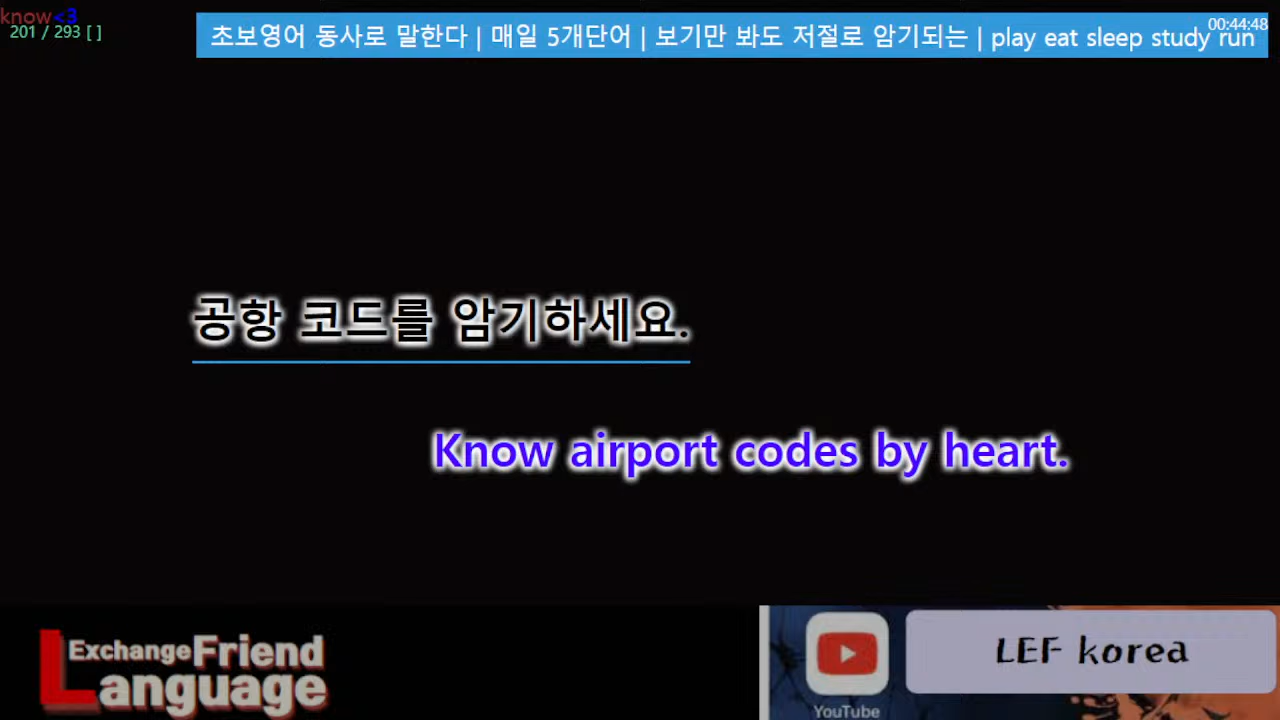 know<3
201 / 293 [ ]
초보영어 동사로 말한다 | 매일 5개단어 | 보기만 봐도 저절로 암기되는 | play eat sleep study run
00:44:48
공항 코드를 암기하세요.
Know airport codes by heart.
Exchange Friend
Language
LEF korea
YouTube